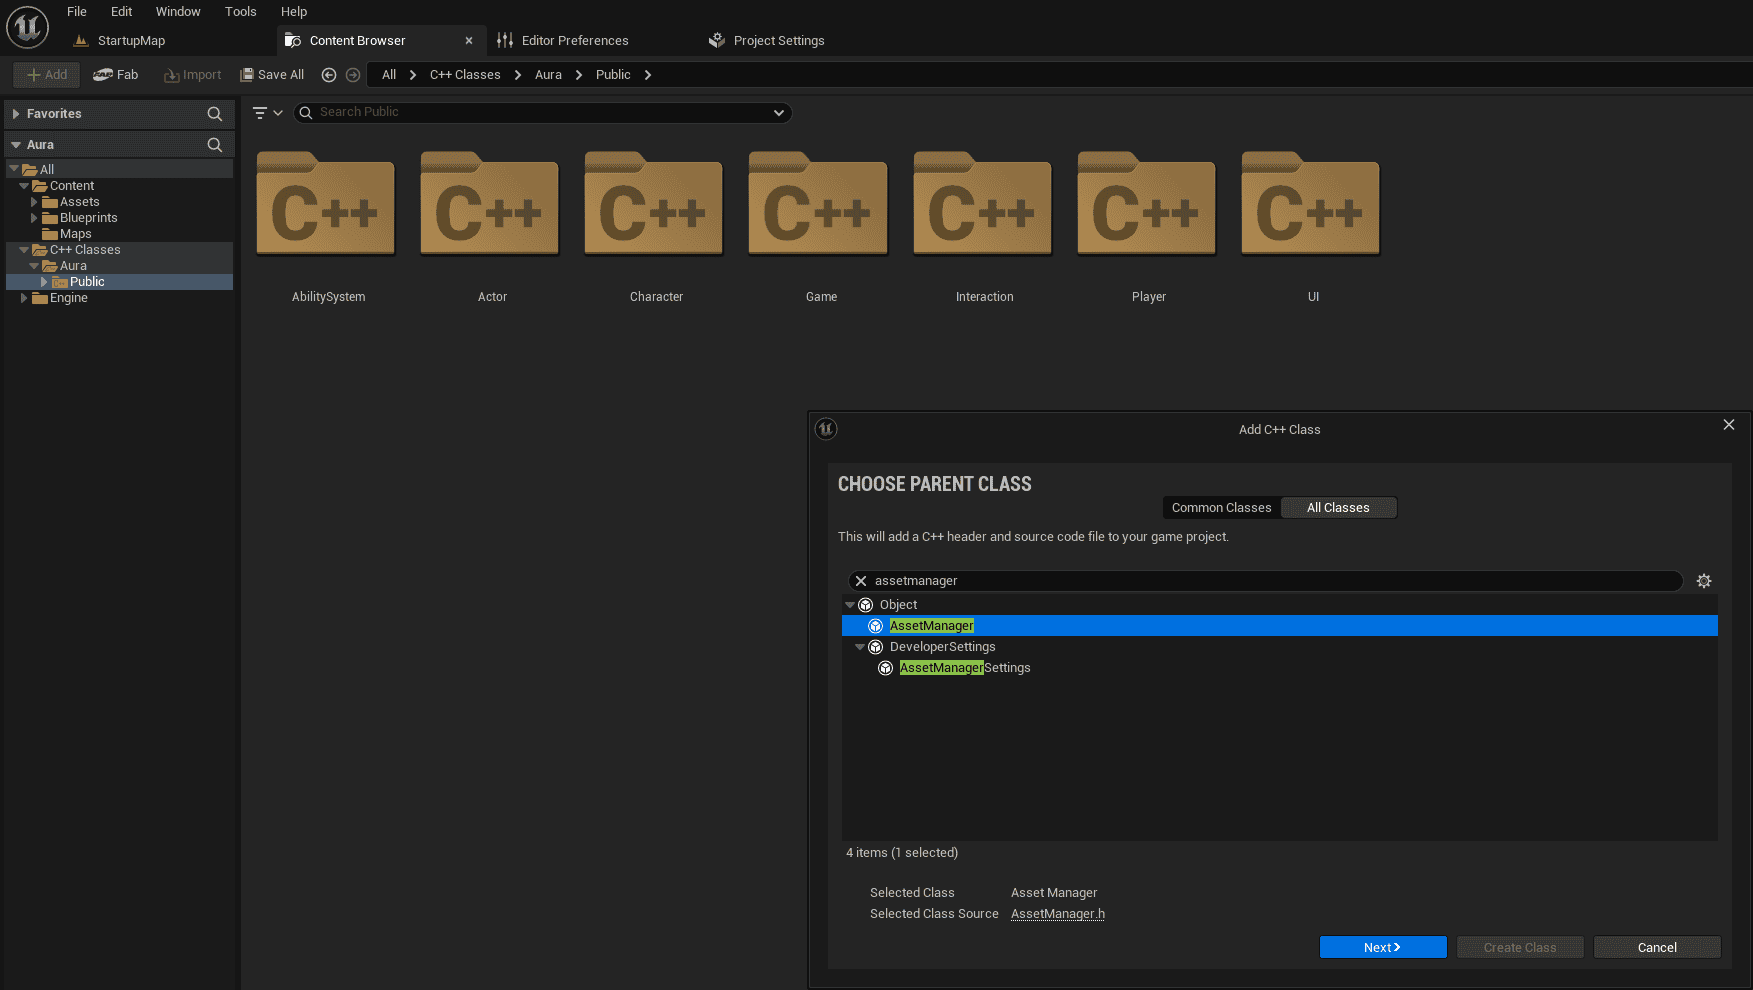 File Edit Window Tools Help
StartupMap Content Browser Editor Preferences Project Settings
Add Fab Import Save All All C++ Classes Aura Public
Favorites
Search Public
Aura
All
Content
Assets
Blueprints
Maps
C++ Classes
Aura
Public
Engine
C++ C++ C++ C++ C++ C++ C++
AbilitySystem Actor Character Game Interaction Player UI
Add C++ Class
CHOOSE PARENT CLASS
Common Classes All Classes
This will add a C++ header and source code file to your game project.
assetmanager
Object
AssetManager
DeveloperSettings
AssetManagerSettings
4 items (1 selected)
Selected Class Asset Manager
Selected Class Source AssetManager.h
Next Create Class Cancel